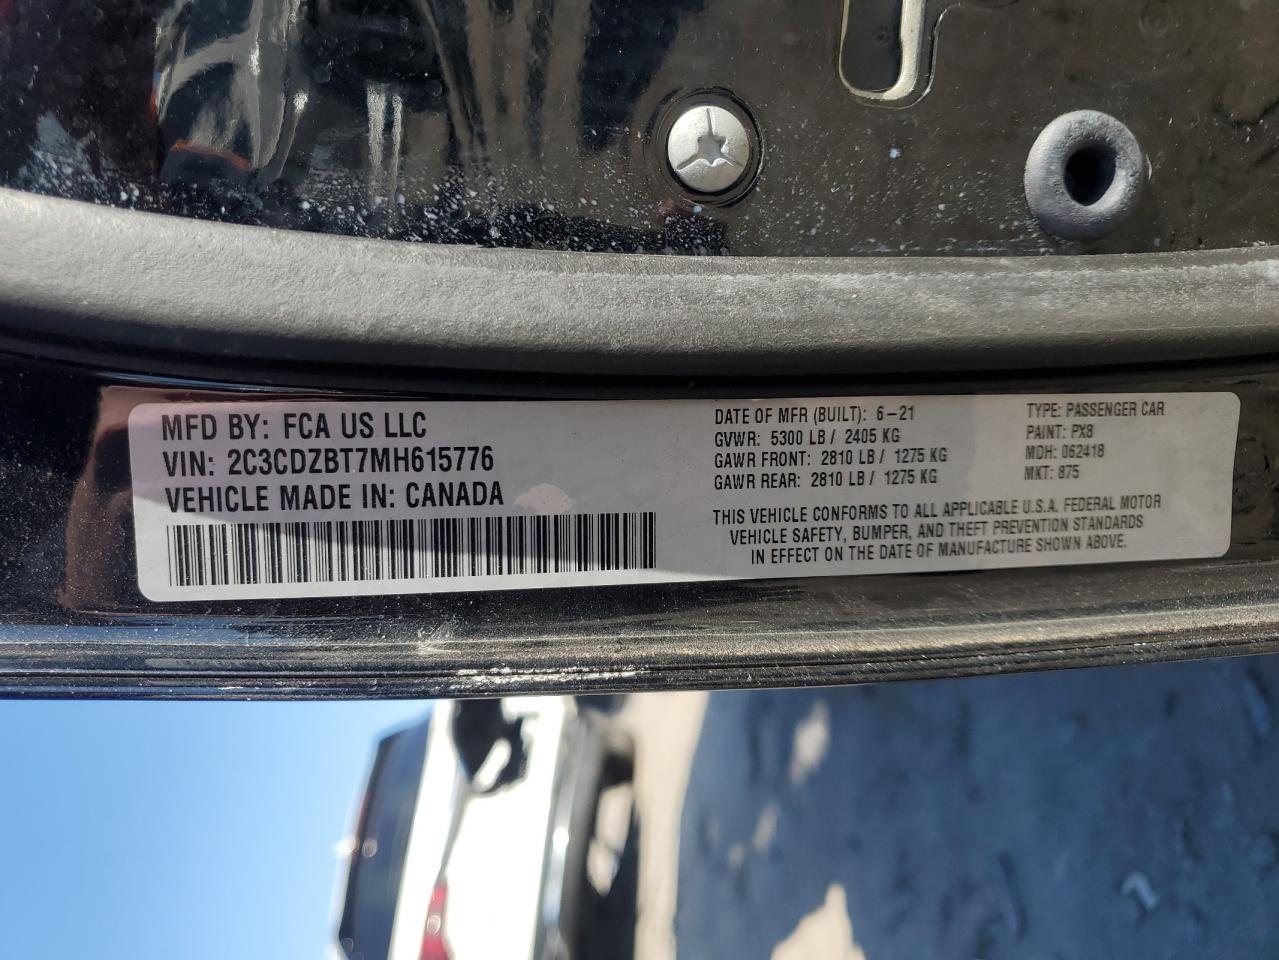 MFD BY: FCA US LLC
VIN: 2C3CDZBT7MH615776
VEHICLE MADE IN: CANADA
DATE OF MFR (BUILT): 6-21
GVWR: 5300 LB / 2405 KG
GAWR FRONT: 2810 LB / 1275 KG
GAWR REAR: 2810 LB / 1275 KG
TYPE: PASSENGER CAR
PAINT: PX8
MDH: 062418
MKT: 875
THIS VEHICLE CONFORMS TO ALL APPLICABLE U.S.A. FEDERAL MOTOR
VEHICLE SAFETY, BUMPER, AND THEFT PREVENTION STANDARDS
IN EFFECT ON THE DATE OF MANUFACTURE SHOWN ABOVE.